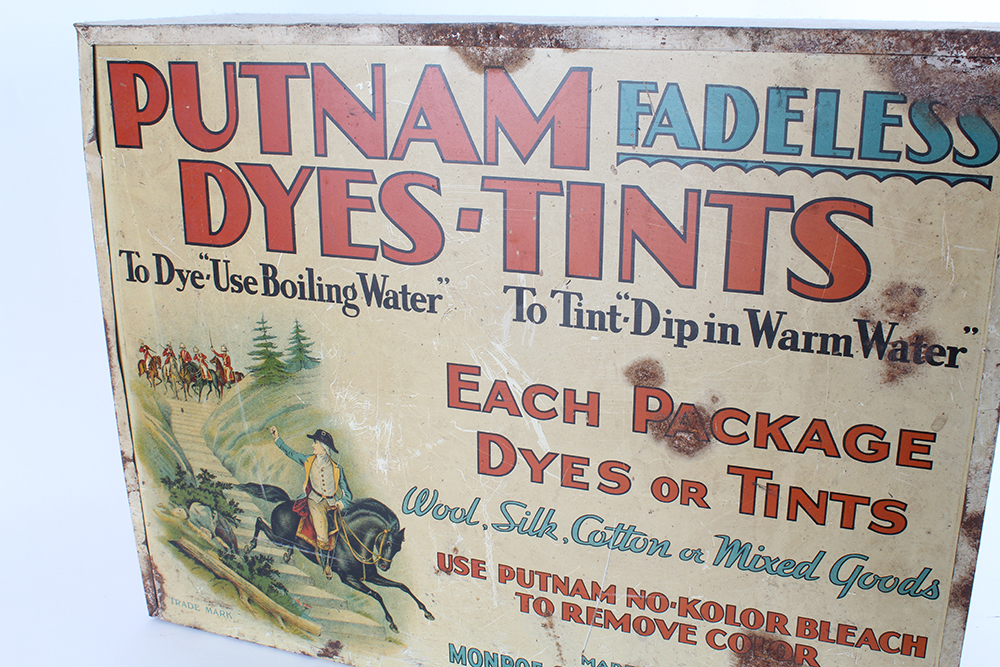 PUTNAM FADELESS
DYES·TINTS
To Dye-"Use Boiling Water"
To Tint-"Dip in Warm Water"
EACH PACKAGE
DYES OR TINTS
Wool, Silk, Cotton or Mixed Goods
USE PUTNAM NO-KOLOR BLEACH
TO REMOVE COLOR
TRADE MARK
MONROE